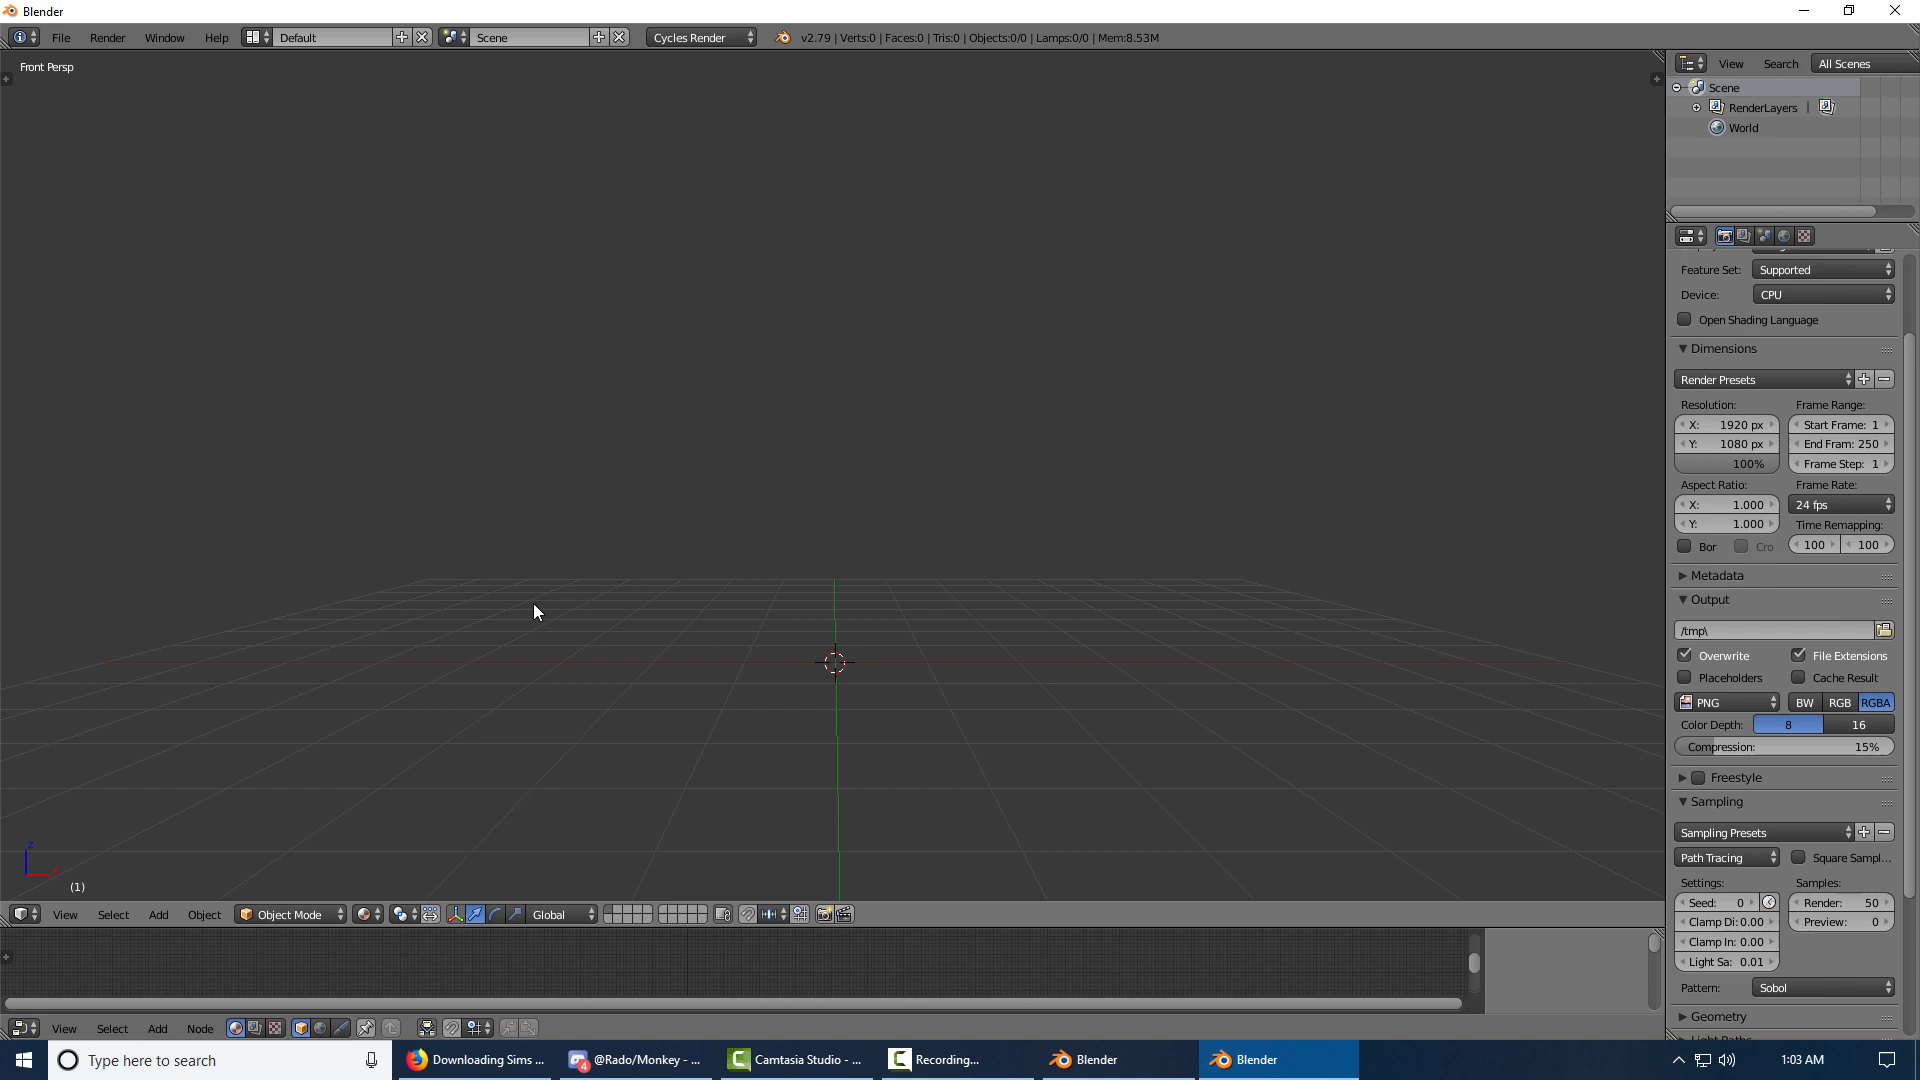 Blender
File Render Window Help Default Scene Cycles Render v2.79 | Verts:0 | Faces:0 | Tris:0 | Objects:0/0 | Lamps:0/0 | Mem:8.53M
Front Persp
View Search All Scenes
Scene
RenderLayers |
World
Feature Set: Supported
Device: CPU
Open Shading Language
Dimensions
Render Presets
Resolution: Frame Range:
X: 1920 px Start Frame: 1
Y: 1080 px End Fram: 250
100% Frame Step: 1
Aspect Ratio: Frame Rate:
X: 1.000 24 fps
Y: 1.000 Time Remapping:
Bor Cro 100 100
Metadata
Output
/tmp\
Overwrite File Extensions
Placeholders Cache Result
PNG BW RGB RGBA
Color Depth: 8 16
Compression: 15%
Freestyle
Sampling
Sampling Presets
Path Tracing Square Sampl...
Settings: Samples:
Seed: 0 Render: 50
Clamp Di: 0.00 Preview: 0
Clamp In: 0.00
Light Sa: 0.01
Pattern: Sobol
Geometry
z
(1)
View Select Add Object Object Mode Global
View Select Add Node
Type here to search Downloading Sims ... 4 @Rado/Monkey - ... Camtasia Studio - ... Recording... Blender Blender 1:03 AM